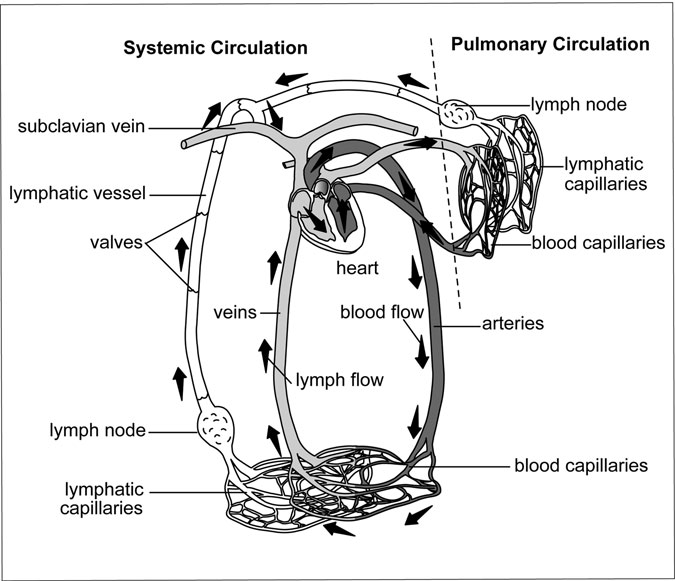 Systemic Circulation
Pulmonary Circulation
lymph node
subclavian vein
lymphatic
capillaries
lymphatic vessel
valves
blood capillaries
heart
veins
blood flow
arteries
lymph flow
lymph node
blood capillaries
lymphatic
capillaries